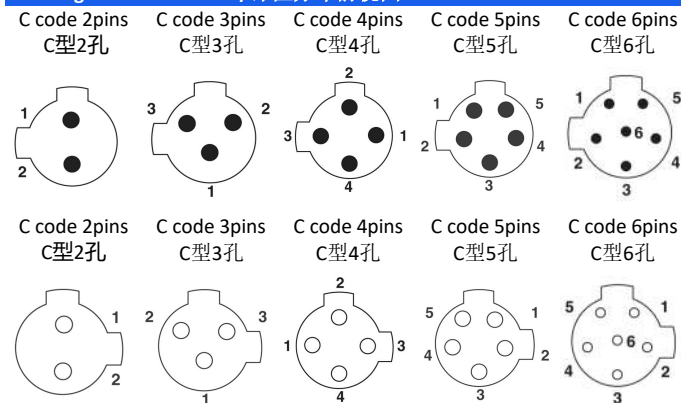 C code 2pins C code 3pins C code 4pins C code 5pins C code 6pins
C型2孔 C型3孔 C型4孔 C型5孔 C型6孔
2
1 3 2 1 5 1 5
3 1 6
2 2 4 2 4
1 4 3 3
C code 2pins C code 3pins C code 4pins C code 5pins C code 6pins
C型2孔 C型3孔 C型4孔 C型5孔 C型6孔
2
1 2 3 5 1 5 1
1 3 6
2 4 2 4 2
1 4 3 3